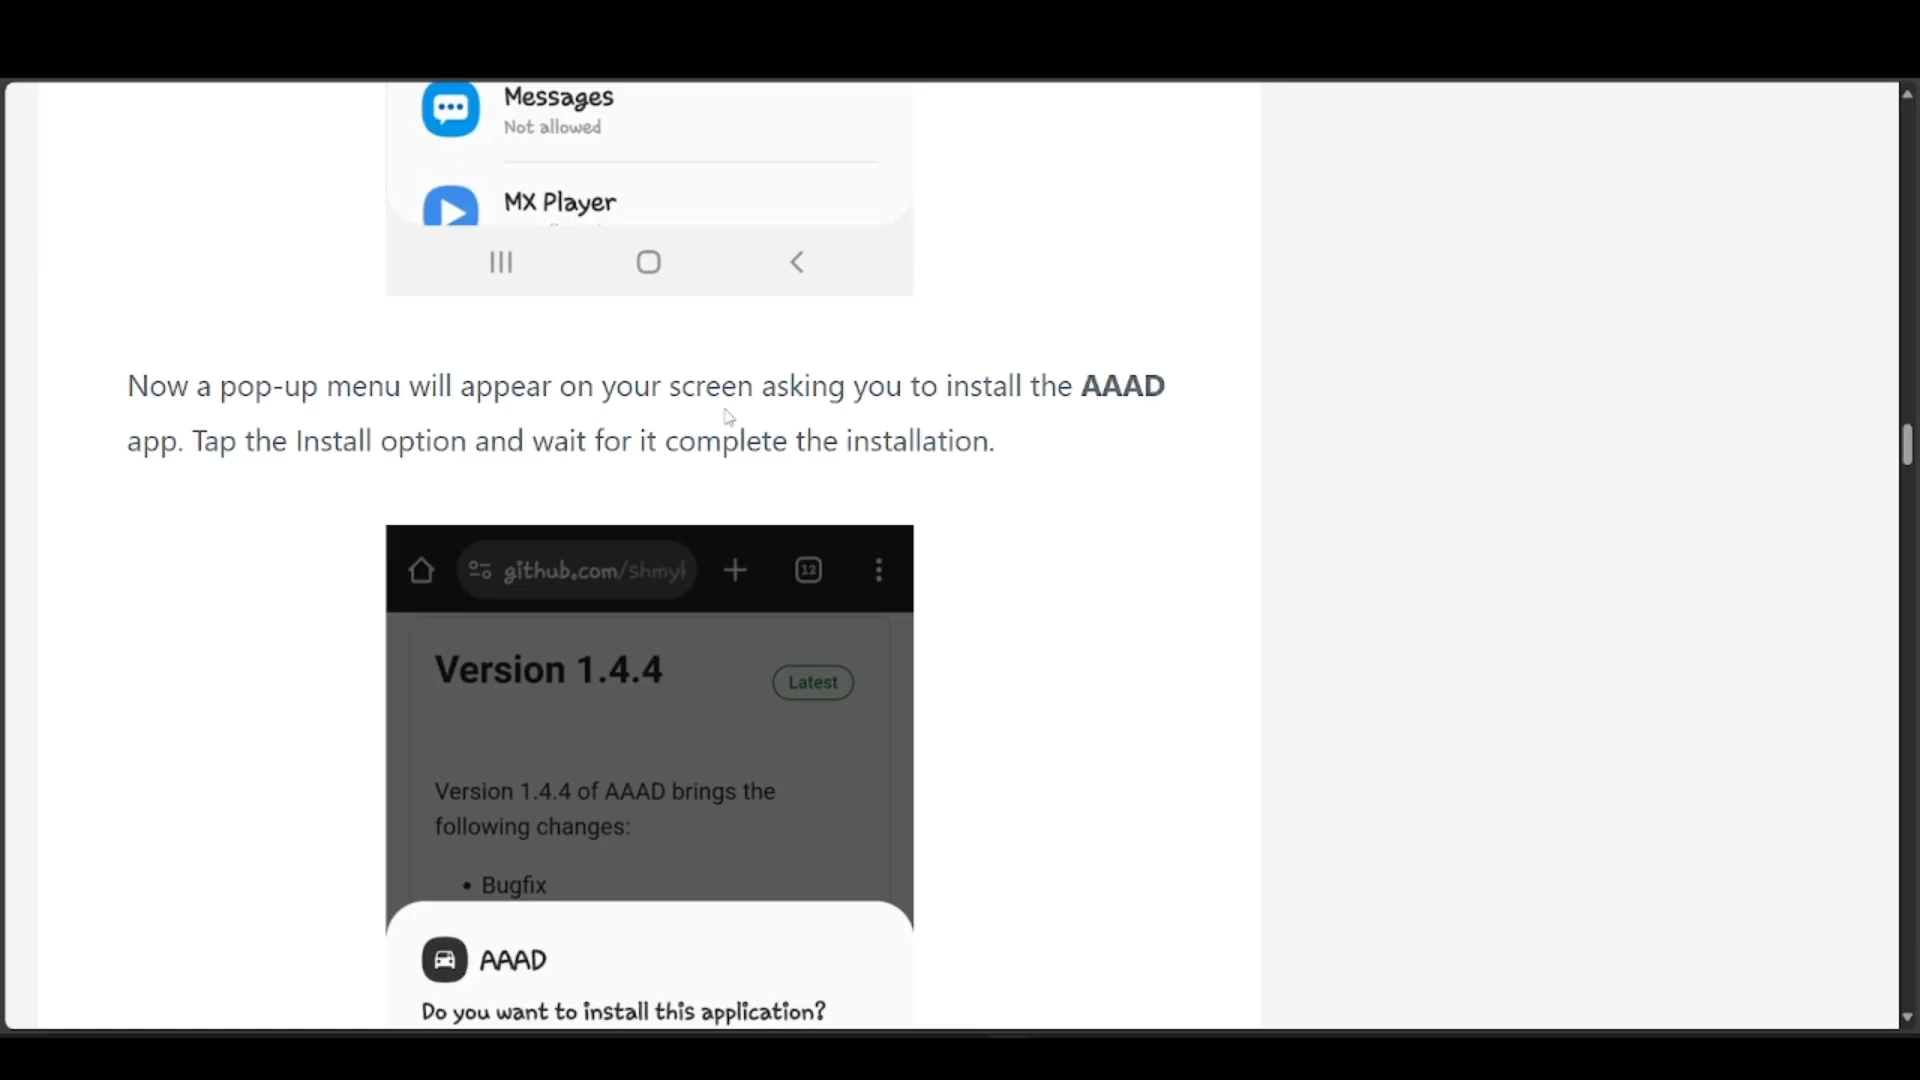 Messages
Not allowed
MX Player
Now a pop-up menu will appear on your screen asking you to install the AAAD
app. Tap the Install option and wait for it complete the installation.
github.com/shmyk
12
Version 1.4.4
Latest
Version 1.4.4 of AAAD brings the
following changes:
• Bugfix
AAAD
Do you want to install this application?